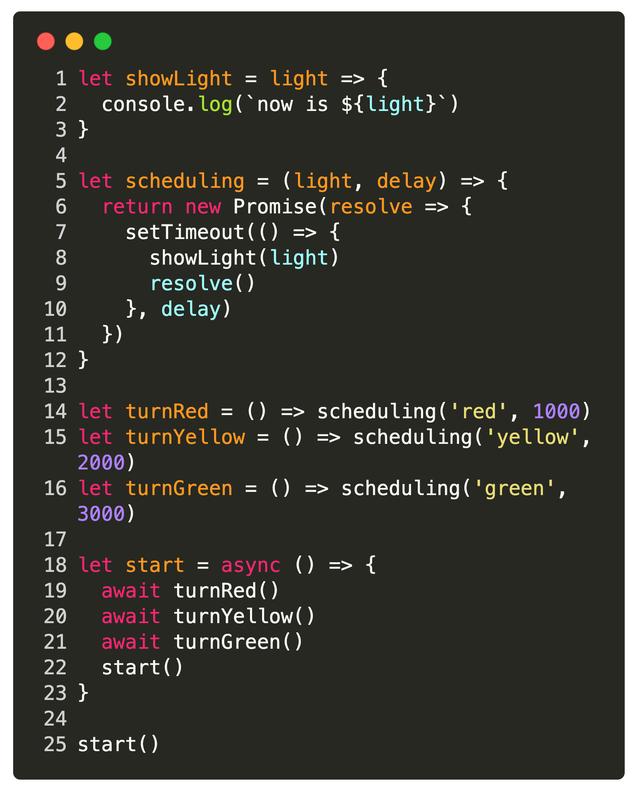 1 let showLight = light => {
2   console.log(`now is ${light}`)
3 }
4
5 let scheduling = (light, delay) => {
6   return new Promise(resolve => {
7     setTimeout(() => {
8       showLight(light)
9       resolve()
10     }, delay)
11   })
12 }
13
14 let turnRed = () => scheduling('red', 1000)
15 let turnYellow = () => scheduling('yellow',
2000)
16 let turnGreen = () => scheduling('green',
3000)
17
18 let start = async () => {
19   await turnRed()
20   await turnYellow()
21   await turnGreen()
22   start()
23 }
24
25 start()